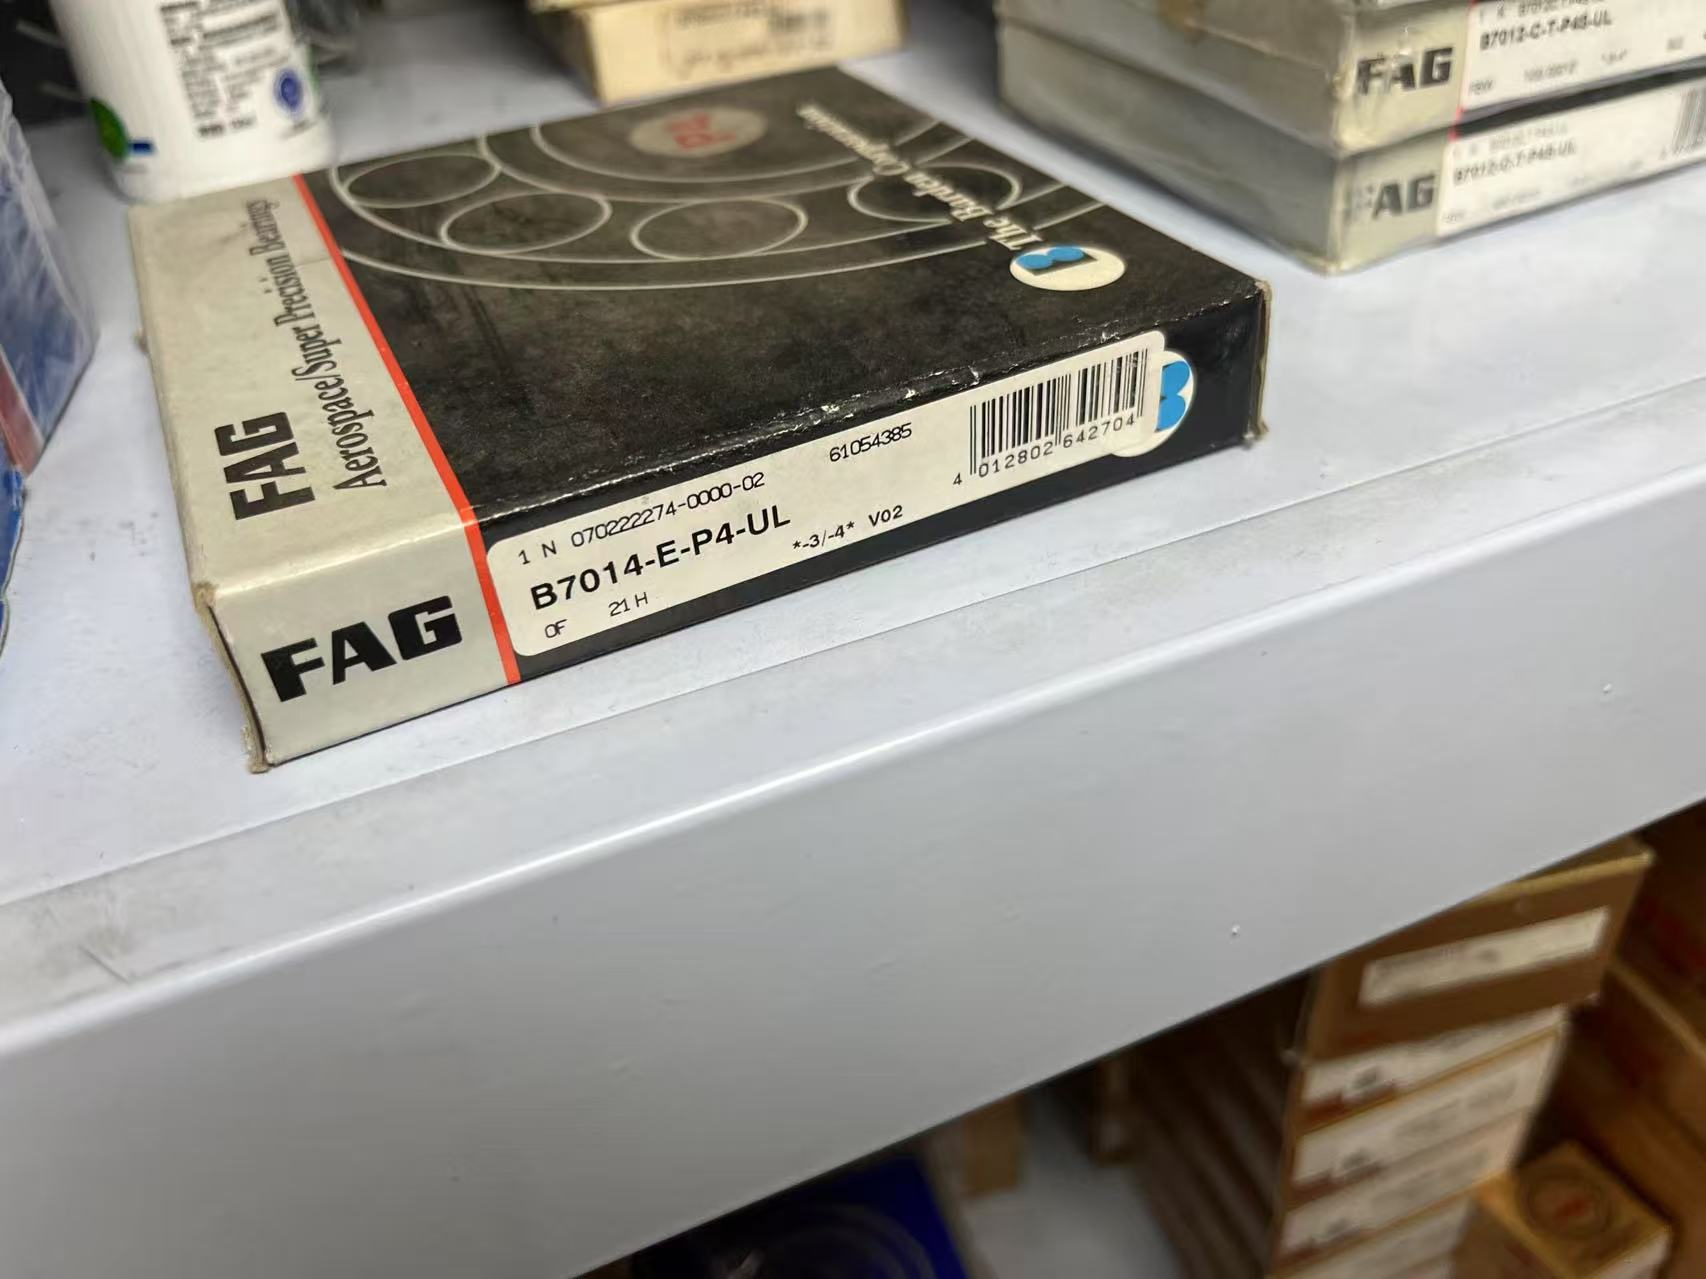 FAG
B7012-C-T-P4S-UL
FAG
B7012-C-T-P4S-UL
The Barden Corporation
FAG
Aerospace/Super Precision Bearings
1 N 070222274-0000-02 61054385
B7014-E-P4-UL
*-3/-4* V02
OF 21H
4 012802 642704
FAG